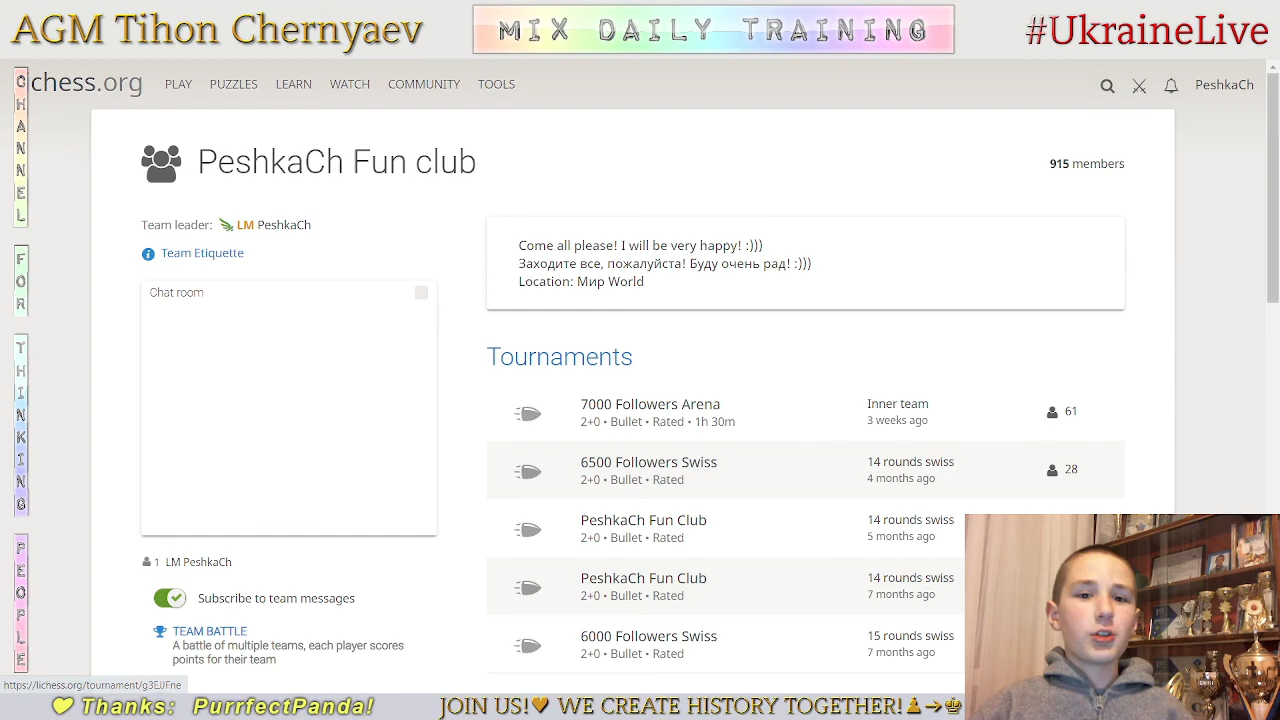 AGM Tihon Chernyaev
MIX DAILY TRAINING
#UkraineLive
CHANNEL FOR THINKING PEOPLE
lichess.org
PLAY PUZZLES LEARN WATCH COMMUNITY TOOLS
PeshkaCh
PeshkaCh Fun club
915 members
Team leader: LM PeshkaCh
Team Etiquette
Chat room
1 LM PeshkaCh
Subscribe to team messages
TEAM BATTLE
A battle of multiple teams, each player scores
points for their team
Come all please! I will be very happy! :)))
Заходите все, пожалуйста! Буду очень рад! :)))
Location: Мир World
Tournaments
7000 Followers Arena
2+0 • Bullet • Rated • 1h 30m
Inner team
3 weeks ago
61
6500 Followers Swiss
2+0 • Bullet • Rated
14 rounds swiss
4 months ago
28
PeshkaCh Fun Club
2+0 • Bullet • Rated
14 rounds swiss
5 months ago
PeshkaCh Fun Club
2+0 • Bullet • Rated
14 rounds swiss
7 months ago
6000 Followers Swiss
2+0 • Bullet • Rated
15 rounds swiss
7 months ago
https://lichess.org/tournament/g3EJJFne
Thanks: PurrfectPanda!
JOIN US!🧡 WE CREATE HISTORY TOGETHER!♟→♚